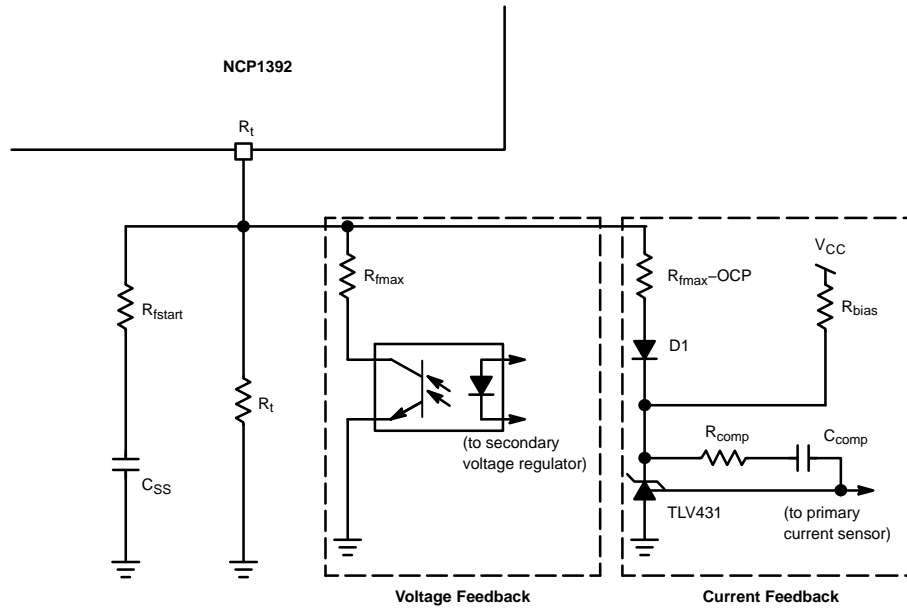 NCP1392
Rt
VCC
Rfmax
Rfmax–OCP
Rfstart
Rbias
D1
Rt
Rcomp
Ccomp
(to secondary
voltage regulator)
CSS
TLV431
(to primary
current sensor)
Voltage Feedback
Current Feedback